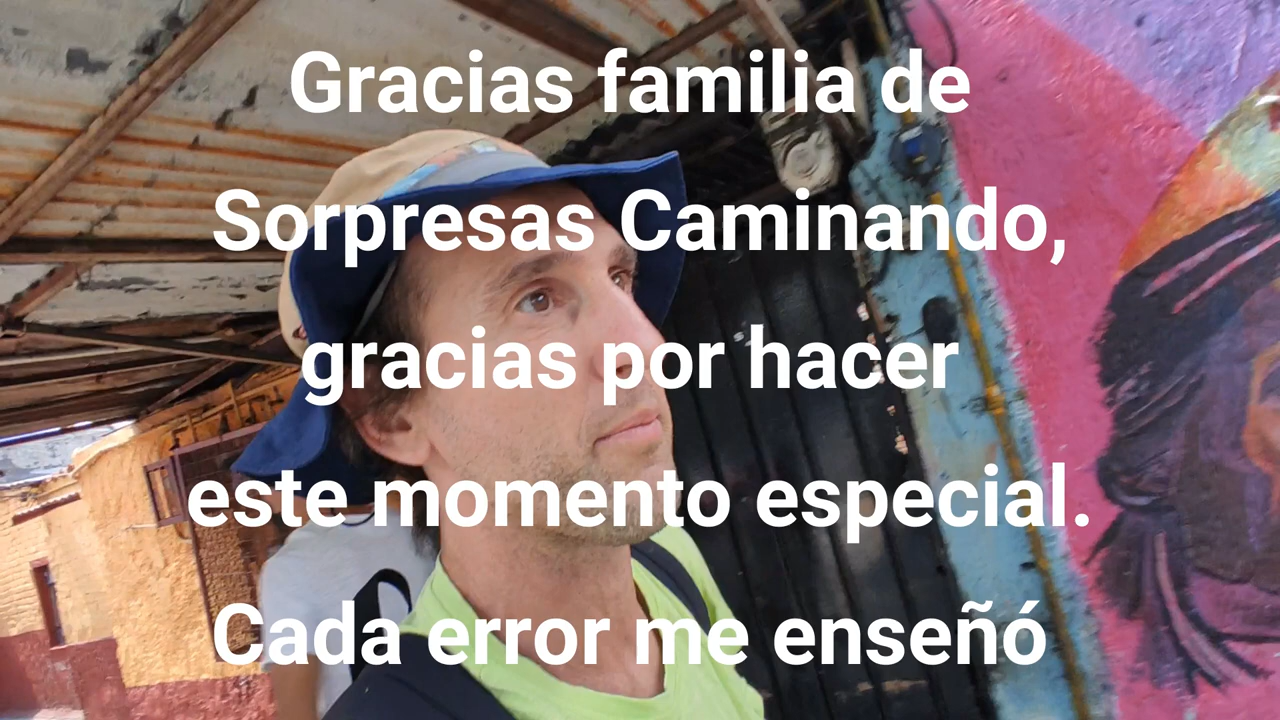 Gracias familia de
Sorpresas Caminando,
gracias por hacer
este momento especial.
Cada error me enseñó